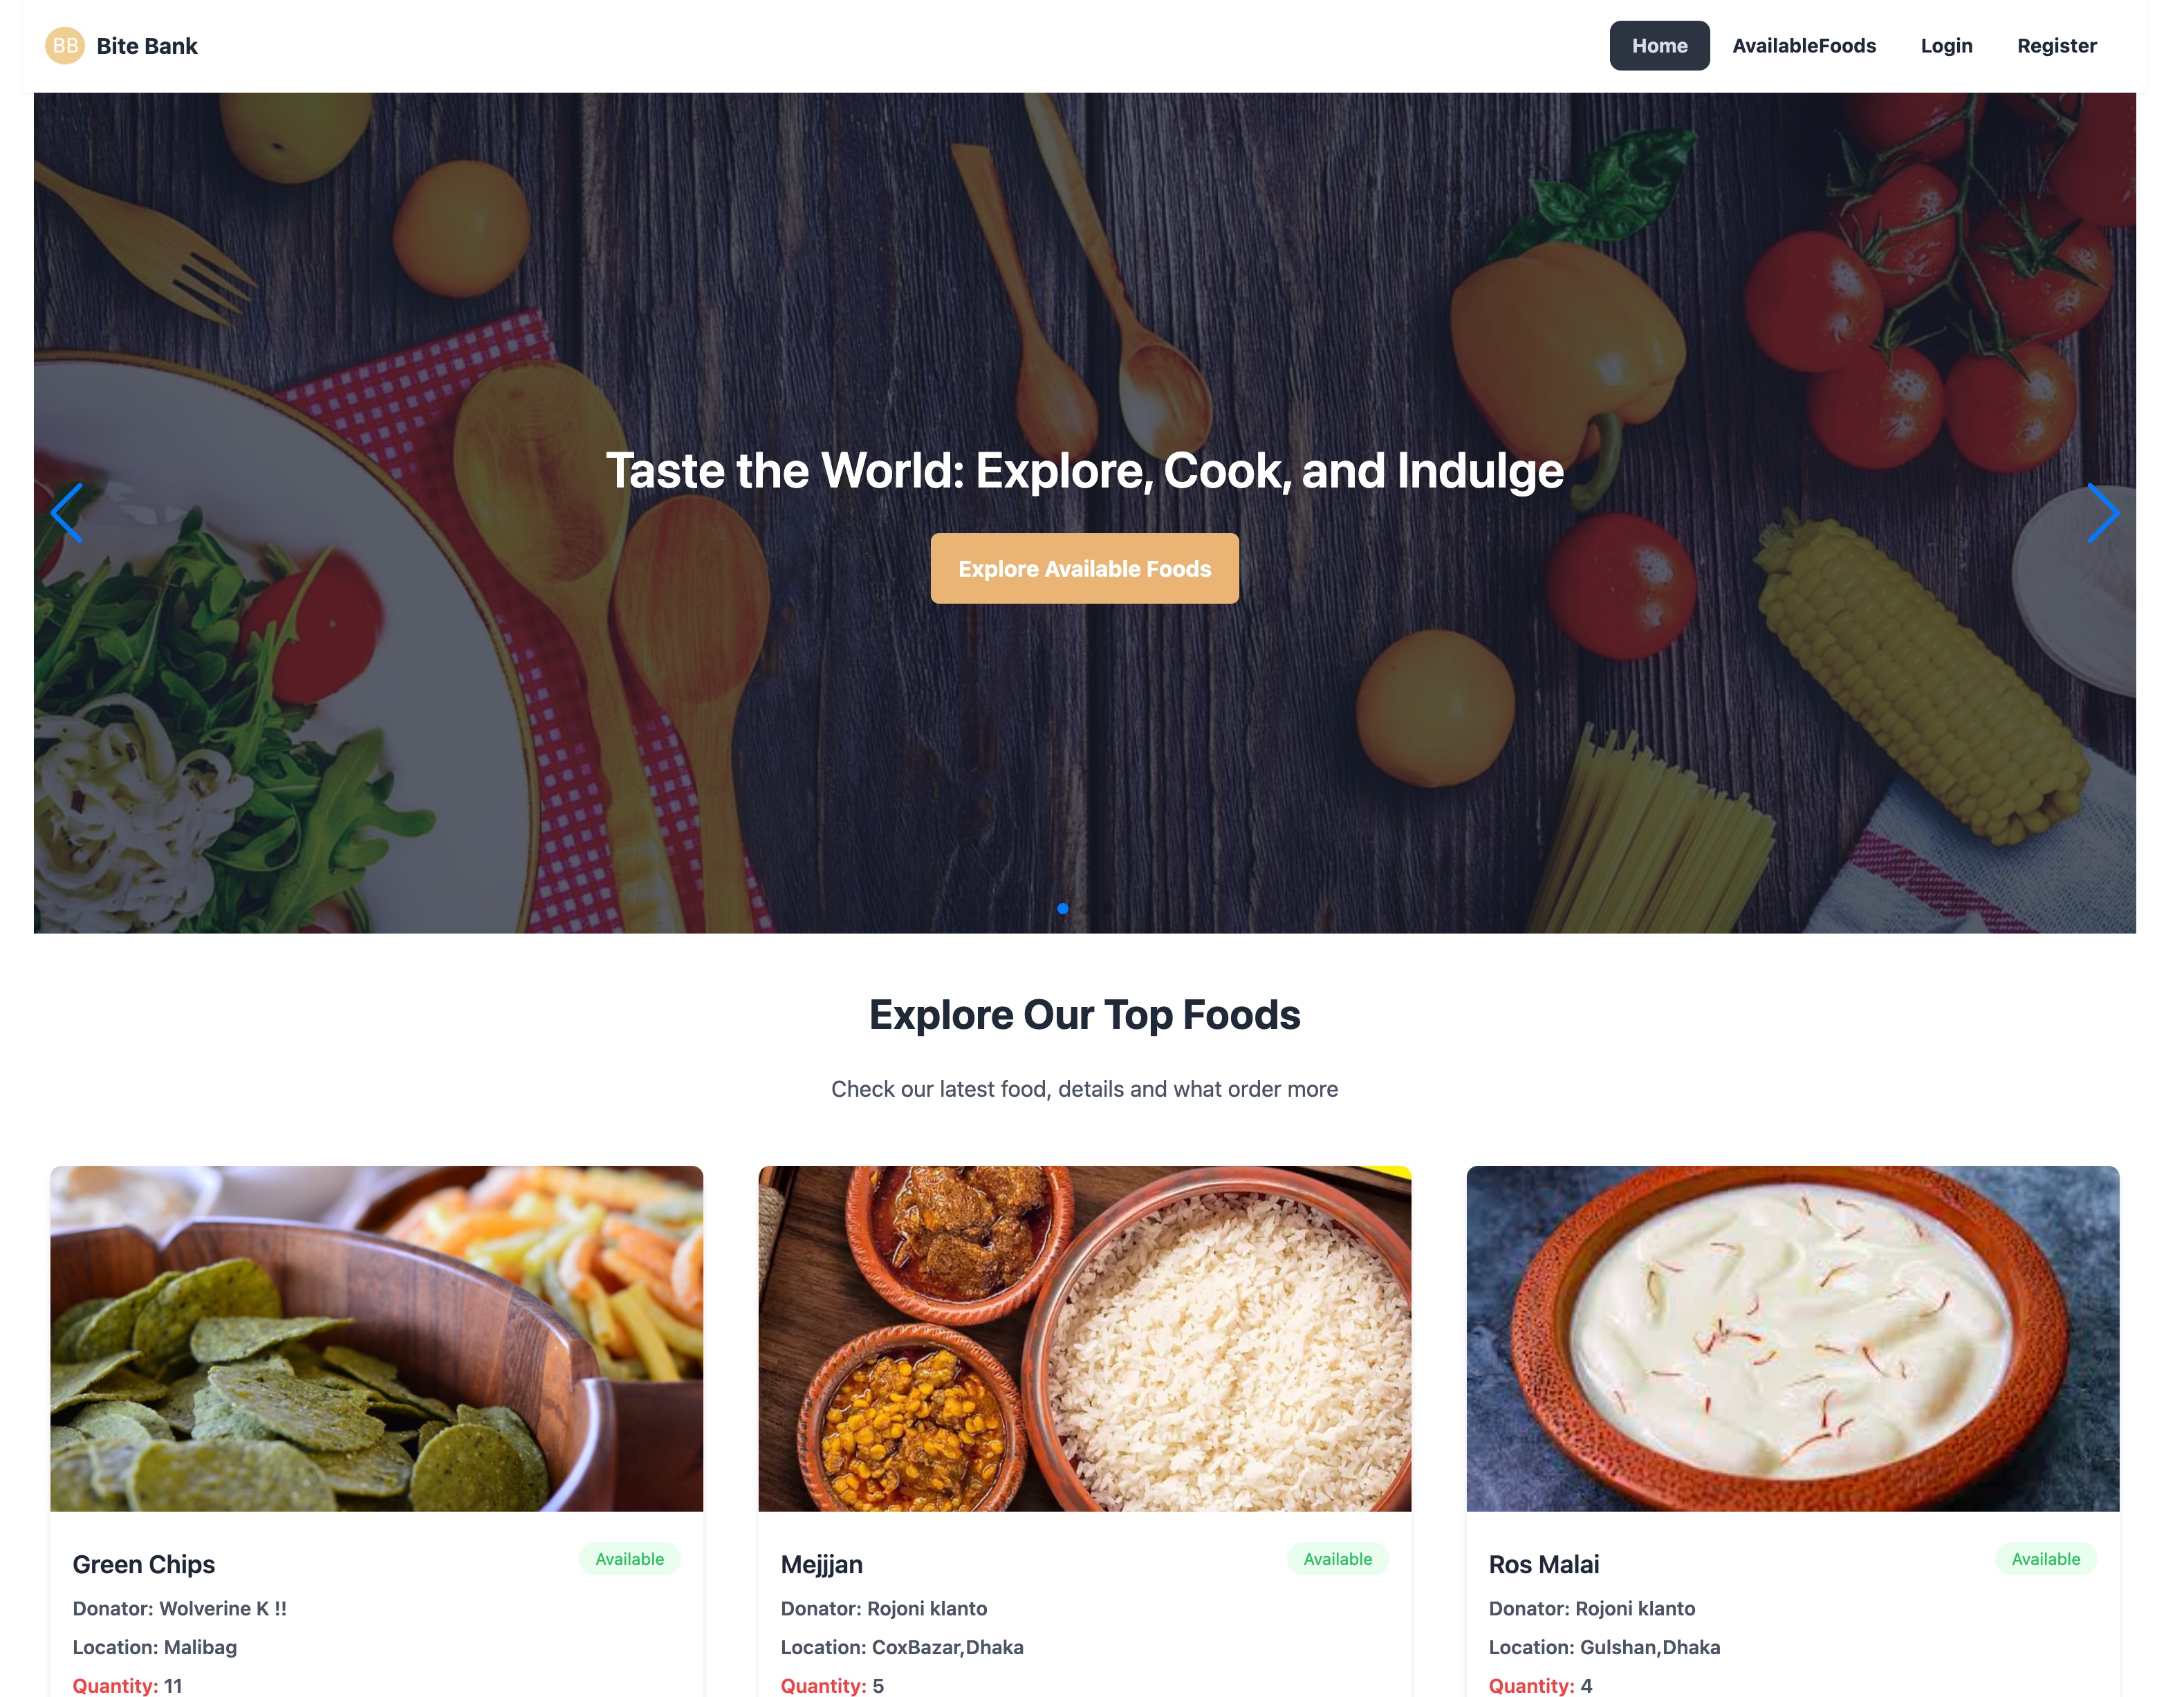 BB Bite Bank
Home AvailableFoods Login Register
Taste the World: Explore, Cook, and Indulge
Explore Available Foods
Explore Our Top Foods
Check our latest food, details and what order more
Green Chips
Available
Donator: Wolverine K !!
Location: Malibag
Quantity: 11
Mejjjan
Available
Donator: Rojoni klanto
Location: CoxBazar,Dhaka
Quantity: 5
Ros Malai
Available
Donator: Rojoni klanto
Location: Gulshan,Dhaka
Quantity: 4